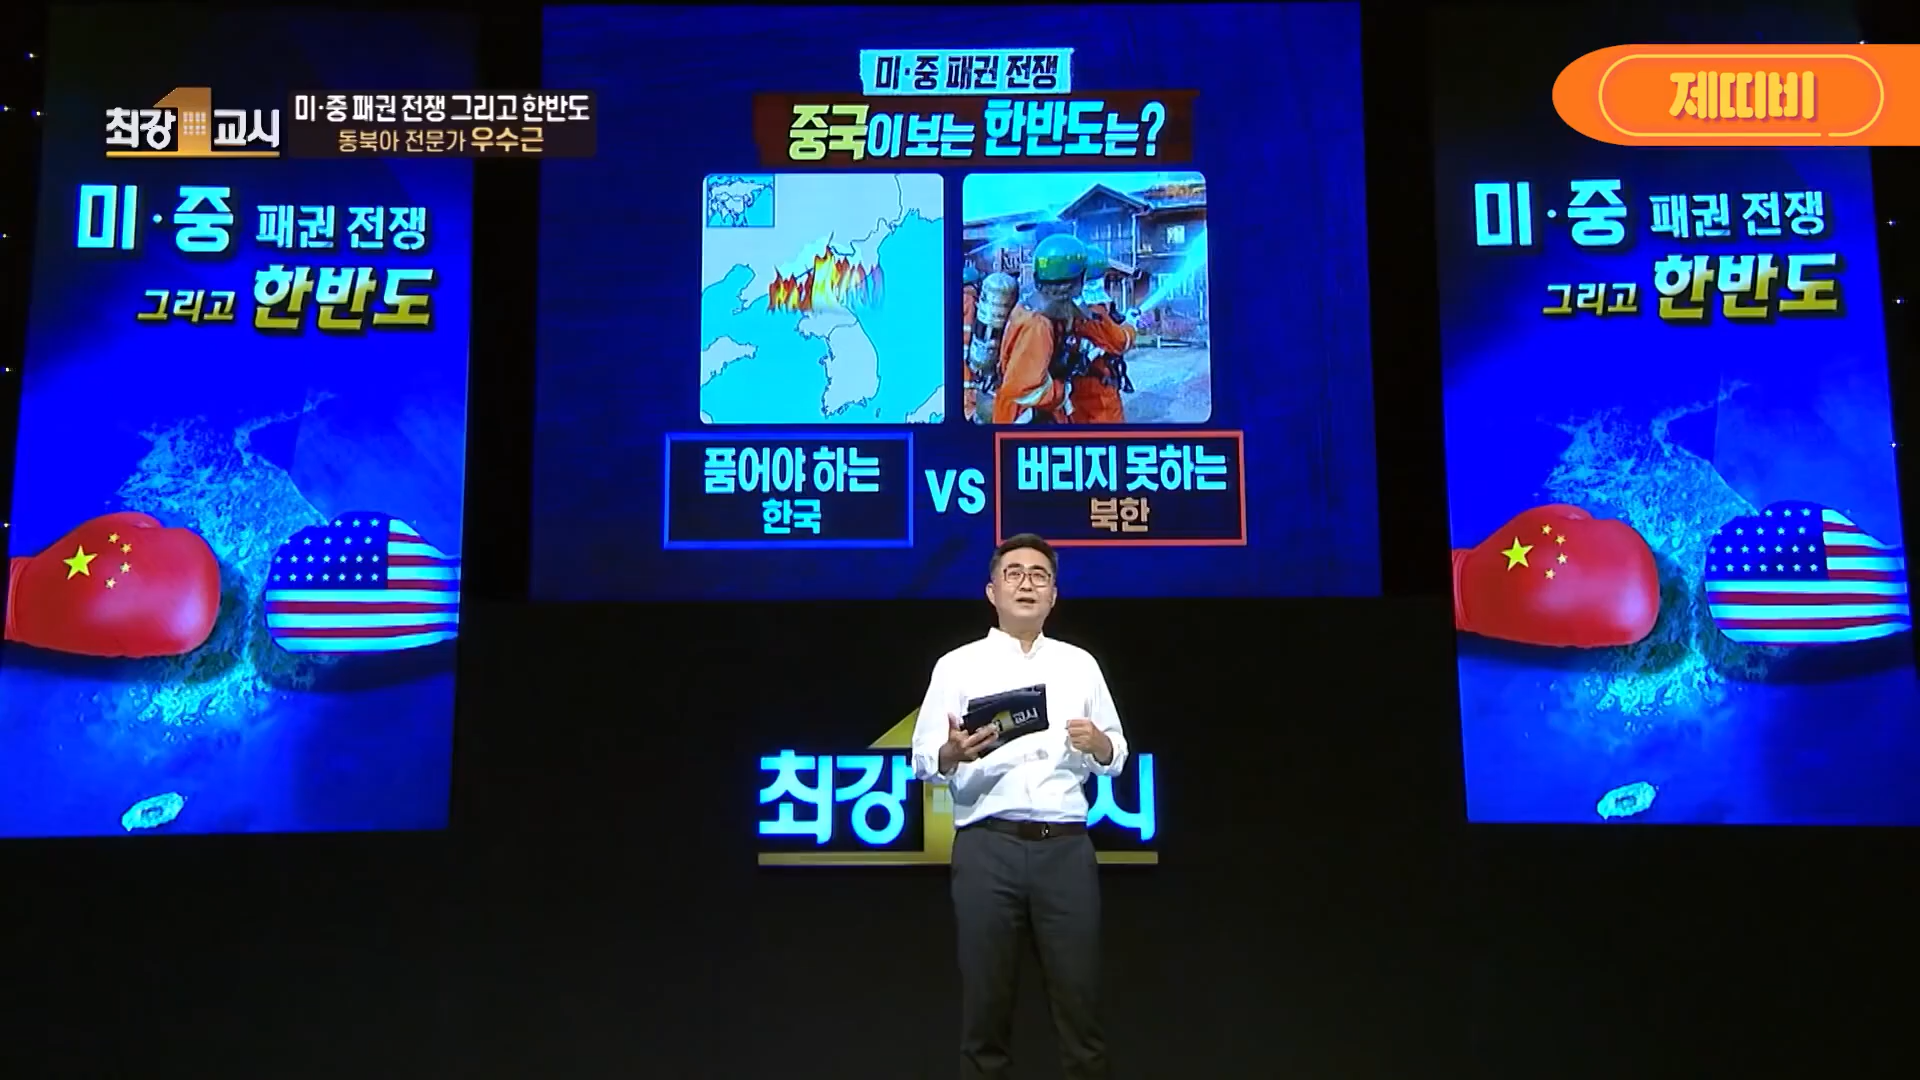 최강1교시
미·중 패권 전쟁 그리고 한반도
동북아 전문가 우수근
제띠비
미·중 패권 전쟁
그리고 한반도
미·중 패권 전쟁
중국이 보는 한반도는?
품어야 하는
한국
VS
버리지 못하는
북한
미·중 패권 전쟁
그리고 한반도
교시
최강
시